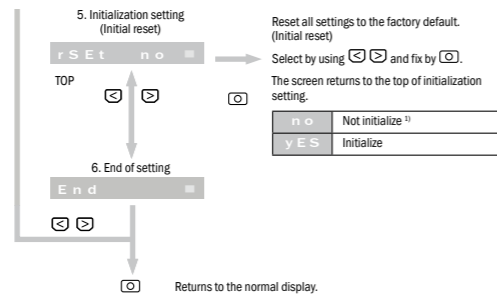 5. Initialization setting
(Initial reset)
rSEt no
TOP
Reset all settings to the factory default.
(Initial reset)
Select by using < > and fix by O.
The screen returns to the top of initialization
setting.
no Not initialize 1)
yES Initialize
6. End of setting
End
Returns to the normal display.